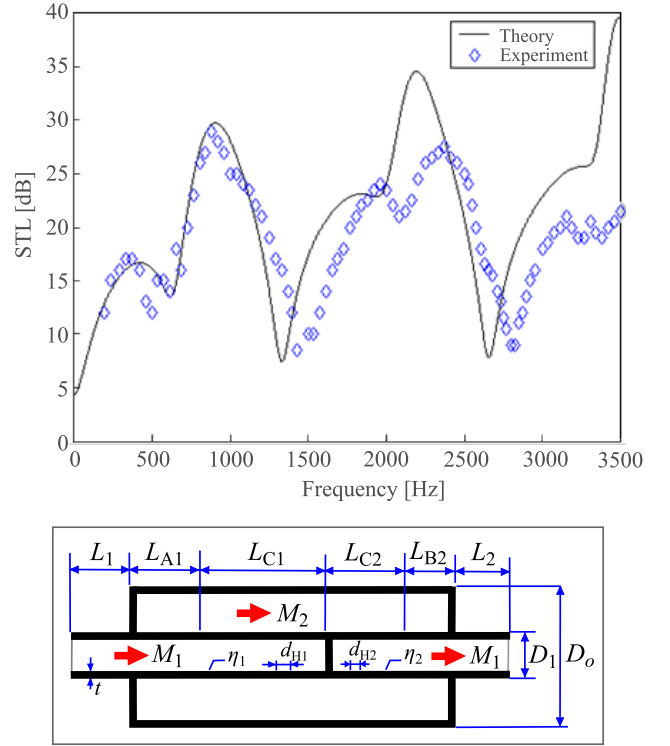 40
35
30
25
20
15
10
5
0
STL [dB]
Theory
Experiment
0 500 1000 1500 2000 2500 3000 3500
Frequency [Hz]
L1 LA1 LC1 LC2 LB2 L2
M2
M1 η1 dH1 dH2 η2 M1 D1 Do
t